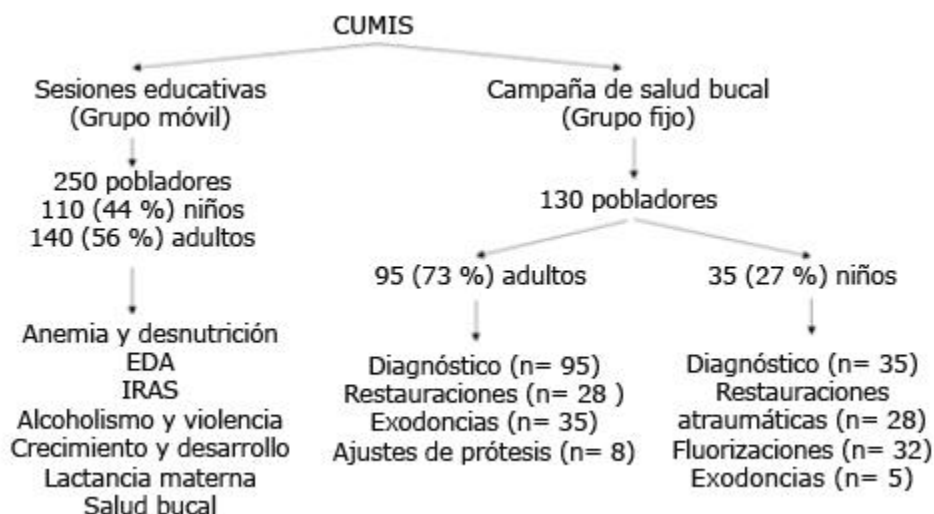 CUMIS
Sesiones educativas
(Grupo móvil)
250 pobladores
110 (44 %) niños
140 (56 %) adultos
Anemia y desnutrición
EDA
IRAS
Alcoholismo y violencia
Crecimiento y desarrollo
Lactancia materna
Salud bucal
Campaña de salud bucal
(Grupo fijo)
130 pobladores
95 (73 %) adultos
Diagnóstico (n= 95)
Restauraciones (n= 28 )
Exodoncias (n= 35)
Ajustes de prótesis (n= 8)
35 (27 %) niños
Diagnóstico (n= 35)
Restauraciones
atraumáticas (n= 28)
Fluorizaciones (n= 32)
Exodoncias (n= 5)